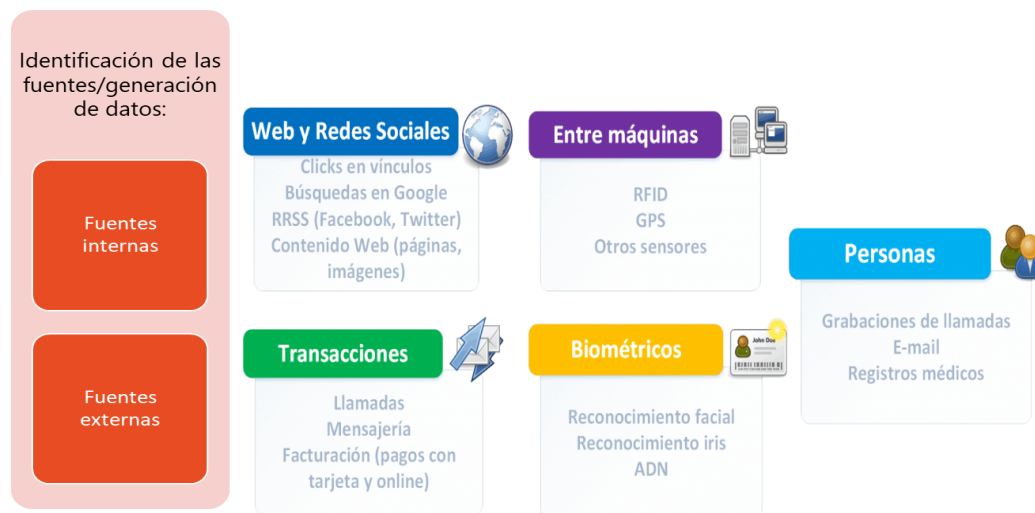 Identificación de las
fuentes/generación
de datos:
Fuentes
internas
Fuentes
externas
Web y Redes Sociales
Clicks en vínculos
Búsquedas en Google
RRSS (Facebook, Twitter)
Contenido Web (páginas,
imágenes)
Entre máquinas
RFID
GPS
Otros sensores
Personas
Grabaciones de llamadas
E-mail
Registros médicos
Transacciones
Llamadas
Mensajería
Facturación (pagos con
tarjeta y online)
Biométricos
John Doe
Reconocimiento facial
Reconocimiento iris
ADN